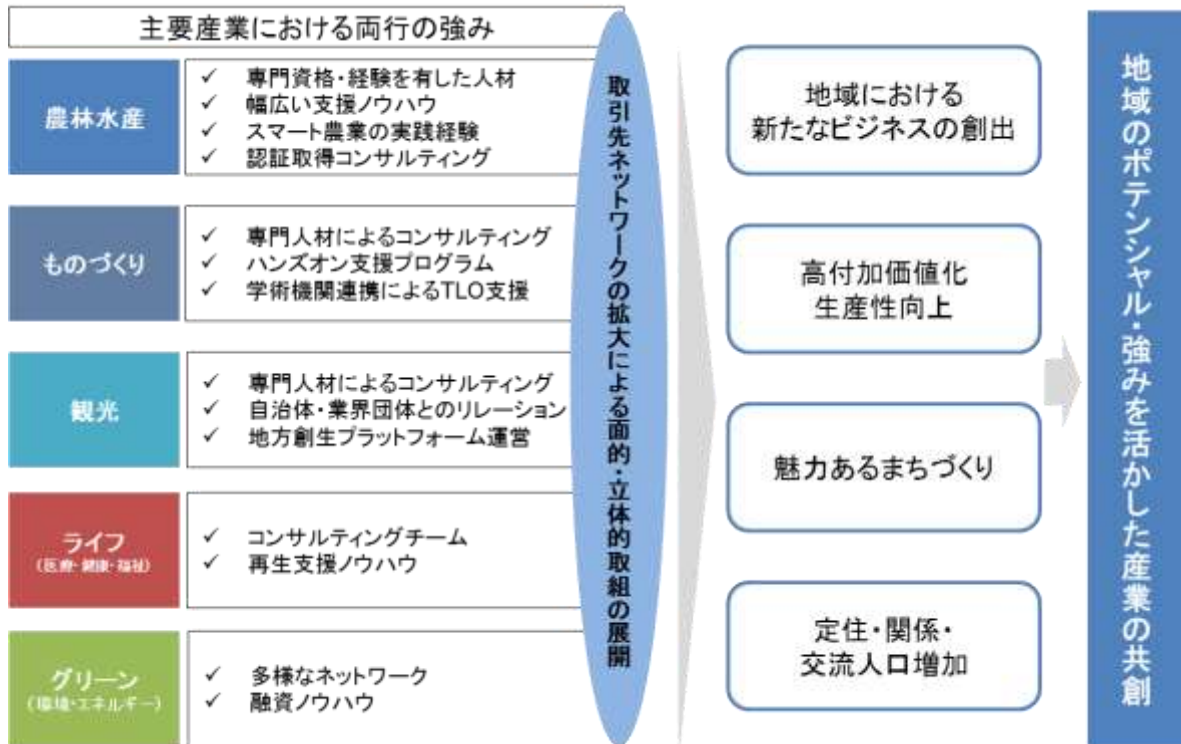 主要産業における両行の強み
農林水産
✓ 専門資格・経験を有した人材
✓ 幅広い支援ノウハウ
✓ スマート農業の実践経験
✓ 認証取得コンサルティング
ものづくり
✓ 専門人材によるコンサルティング
✓ ハンズオン支援プログラム
✓ 学術機関連携によるTLO支援
観光
✓ 専門人材によるコンサルティング
✓ 自治体・業界団体とのリレーション
✓ 地方創生プラットフォーム運営
ライフ
(医療・健康・福祉)
✓ コンサルティングチーム
✓ 再生支援ノウハウ
グリーン
(環境・エネルギー)
✓ 多様なネットワーク
✓ 融資ノウハウ
取引先ネットワークの拡大による面的・立体的取組の展開
地域における
新たなビジネスの創出
高付加価値化
生産性向上
魅力あるまちづくり
定住・関係・
交流人口増加
地域のポテンシャル・強みを活かした産業の共創